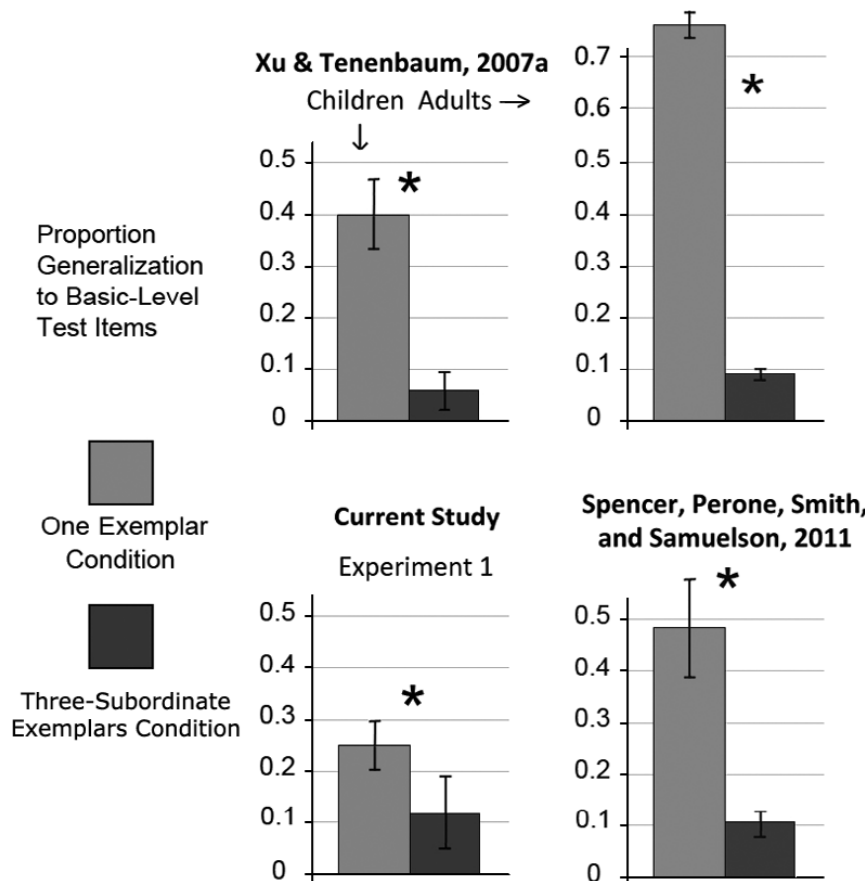 Xu & Tenenbaum, 2007a
Children Adults →
↓
0.5
0.4
0.3
0.2
0.1
0
*
0.7
0.6
0.5
0.4
0.3
0.2
0.1
0
*
Proportion
Generalization
to Basic-Level
Test Items
One Exemplar
Condition
Three-Subordinate
Exemplars Condition
Current Study
Experiment 1
0.5
0.4
0.3
0.2
0.1
0
*
Spencer, Perone, Smith,
and Samuelson, 2011
*
0.5
0.4
0.3
0.2
0.1
0